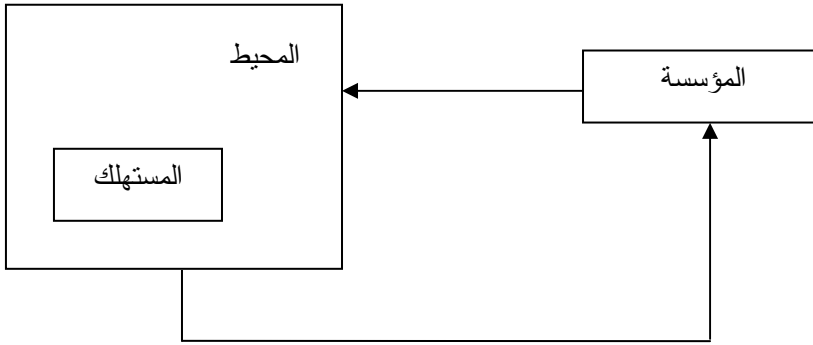 المحيط
المؤسسة
المستهلك